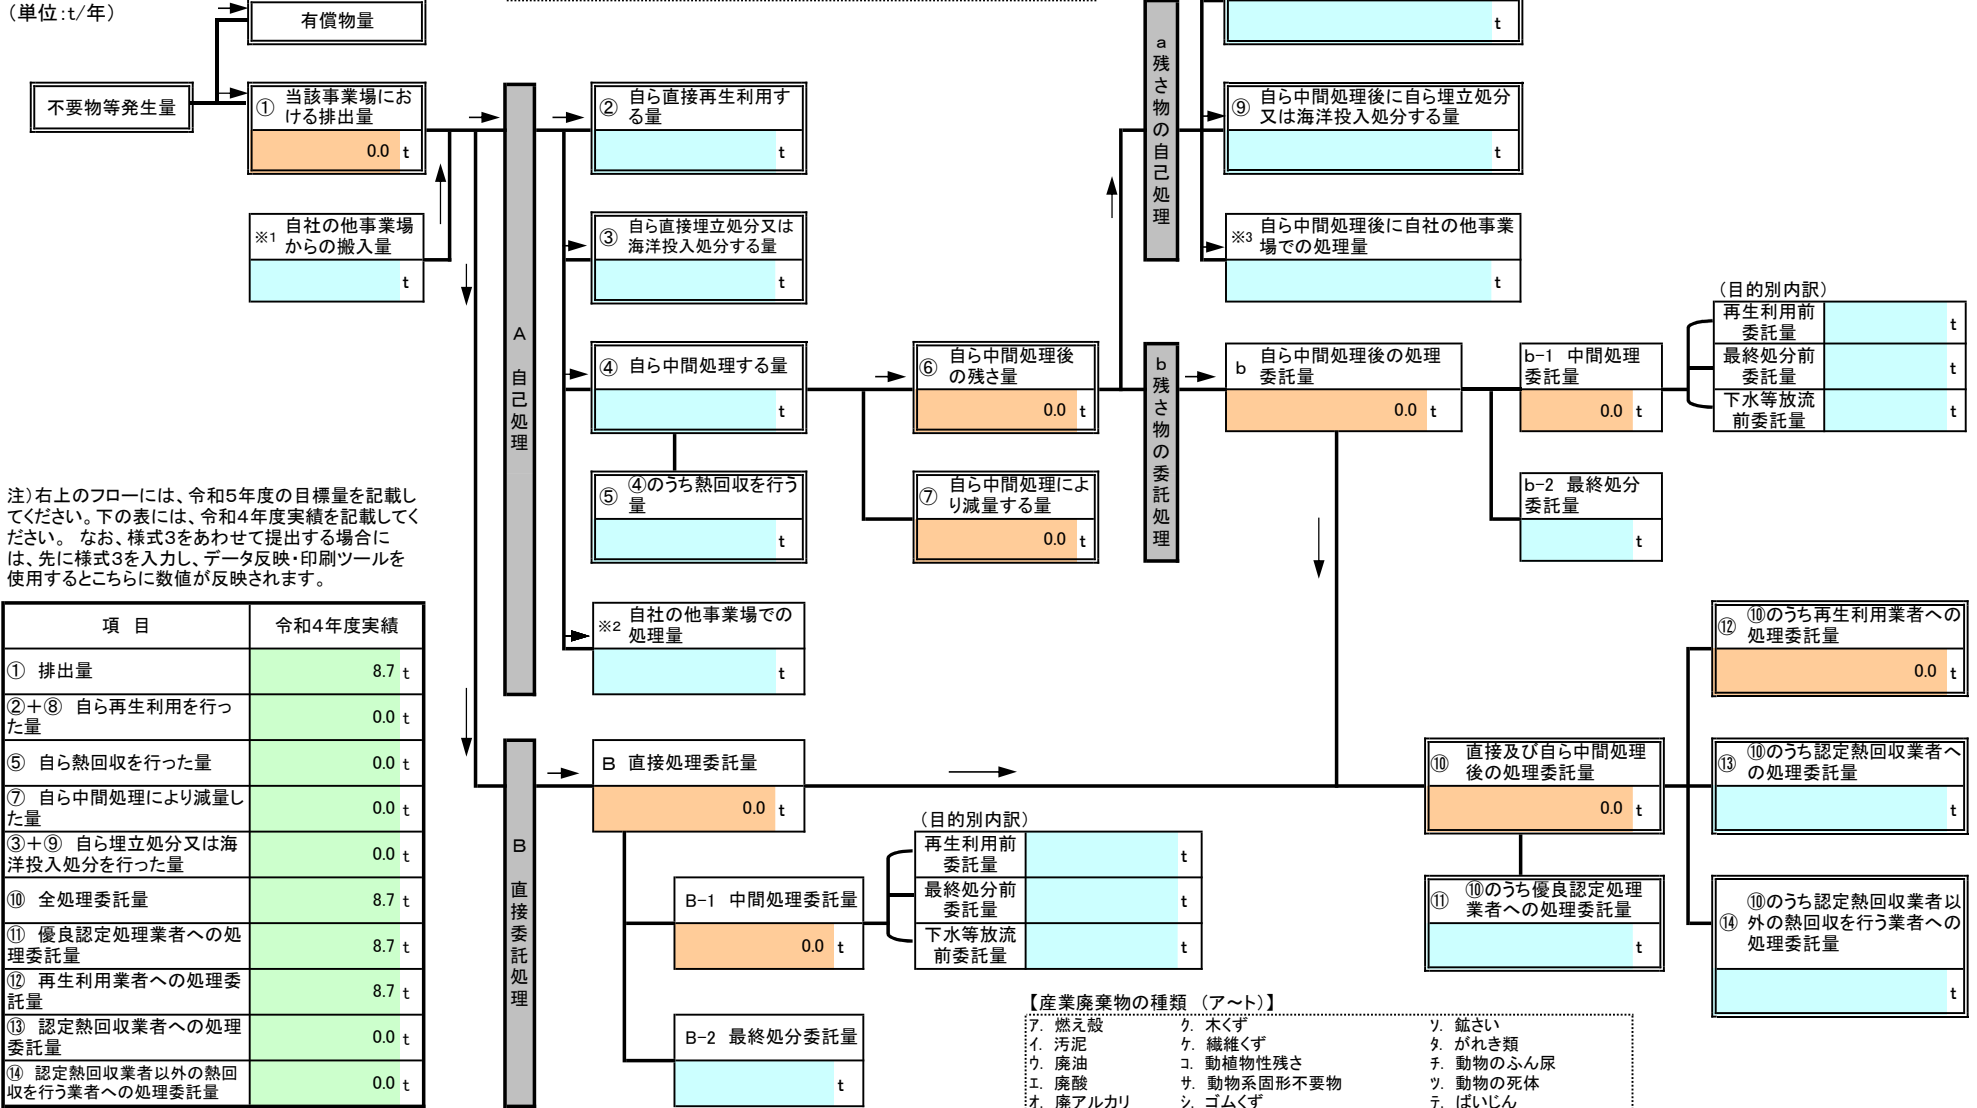 （単位：t/年）
有償物量
t
不要物等発生量
① 当該事業場にお
ける排出量
0.0 t
※1 自社の他事業場
からの搬入量
t
A 自己処理
② 自ら直接再生利用す
る量
t
③ 自ら直接埋立処分又は
海洋投入処分する量
t
④ 自ら中間処理する量
t
⑤ ④のうち熱回収を行う
量
t
※2 自社の他事業場での
処理量
t
⑥ 自ら中間処理後
の残さ量
0.0 t
⑦ 自ら中間処理によ
り減量する量
0.0 t
a 残さ物の自己処理
⑨ 自ら中間処理後に自ら埋立処分
又は海洋投入処分する量
t
※3 自ら中間処理後に自社の他事業
場での処理量
t
b 残さ物の委託処理
b 自ら中間処理後の処理
委託量
0.0 t
b-1 中間処理
委託量
0.0 t
b-2 最終処分
委託量
t
（目的別内訳）
再生利用前
委託量
t
最終処分前
委託量
t
下水等放流
前委託量
t
注）右上のフローには、令和5年度の目標量を記載し
てください。下の表には、令和4年度実績を記載してく
ださい。 なお、様式3をあわせて提出する場合に
は、先に様式3を入力し、データ反映・印刷ツールを
使用するとこちらに数値が反映されます。
項 目 令和4年度実績
① 排出量 8.7 t
②＋⑧ 自ら再生利用を行っ
た量 0.0 t
⑤ 自ら熱回収を行った量 0.0 t
⑦ 自ら中間処理により減量し
た量 0.0 t
③＋⑨ 自ら埋立処分又は海
洋投入処分を行った量 0.0 t
⑩ 全処理委託量 8.7 t
⑪ 優良認定処理業者への処
理委託量 8.7 t
⑫ 再生利用業者への処理委
託量 8.7 t
⑬ 認定熱回収業者への処理
委託量 0.0 t
⑭ 認定熱回収業者以外の熱回
収を行う業者への処理委託量 0.0 t
B 直接委託処理
B 直接処理委託量
0.0 t
B-1 中間処理委託量
0.0 t
B-2 最終処分委託量
t
（目的別内訳）
再生利用前
委託量
t
最終処分前
委託量
t
下水等放流
前委託量
t
⑩ 直接及び自ら中間処理
後の処理委託量
0.0 t
⑪ ⑩のうち優良認定処理
業者への処理委託量
t
⑫ ⑩のうち再生利用業者への
処理委託量
0.0 t
⑬ ⑩のうち認定熱回収業者へ
の処理委託量
t
⑭ ⑩のうち認定熱回収業者以
外の熱回収を行う業者への
処理委託量
t
【産業廃棄物の種類 （ア～ト）】
ア. 燃え殻 ク. 木くず ソ. 鉱さい
イ. 汚泥 ケ. 繊維くず タ. がれき類
ウ. 廃油 コ. 動植物性残さ チ. 動物のふん尿
エ. 廃酸 サ. 動物系固形不要物 ツ. 動物の死体
オ. 廃アルカリ シ. ゴムくず テ. ばいじん